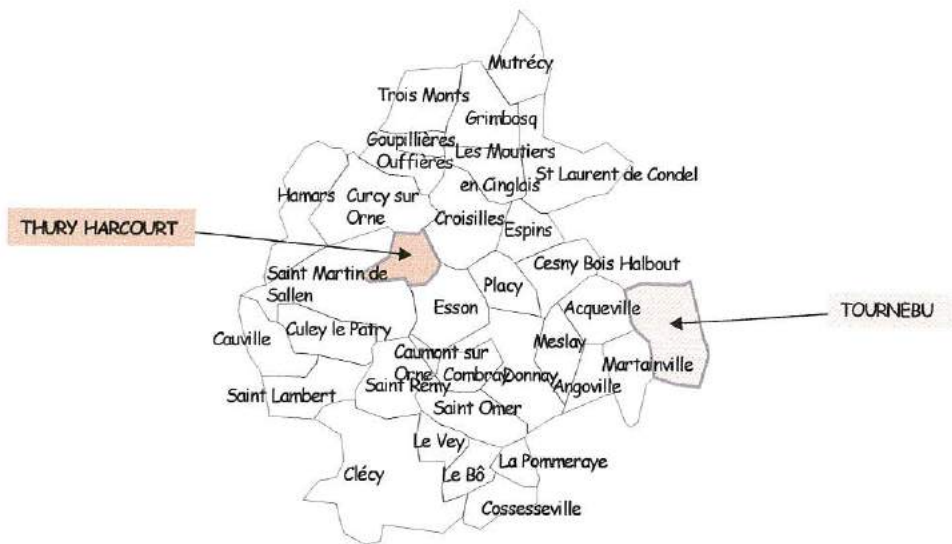 Mutrécy
Trois Monts
Grimbosq
Goupillières
Ouffières
Les Moutiers
en Cinglais
St Laurent de Condel
Hamars
Curcy sur
Orne
Croisilles
Espins
THURY HARCOURT
Saint Martin de
Sallen
Placy
Cesny Bois Halbout
Esson
Acqueville
TOURNEBU
Cauville
Culey le Patry
Meslay
Caumont sur
Orne
Combray
Donnay
Martainville
Angoville
Saint Lambert
Saint Rémy
Saint Omer
Le Vey
La Pommeraye
Clécy
Le Bô
Cossesseville